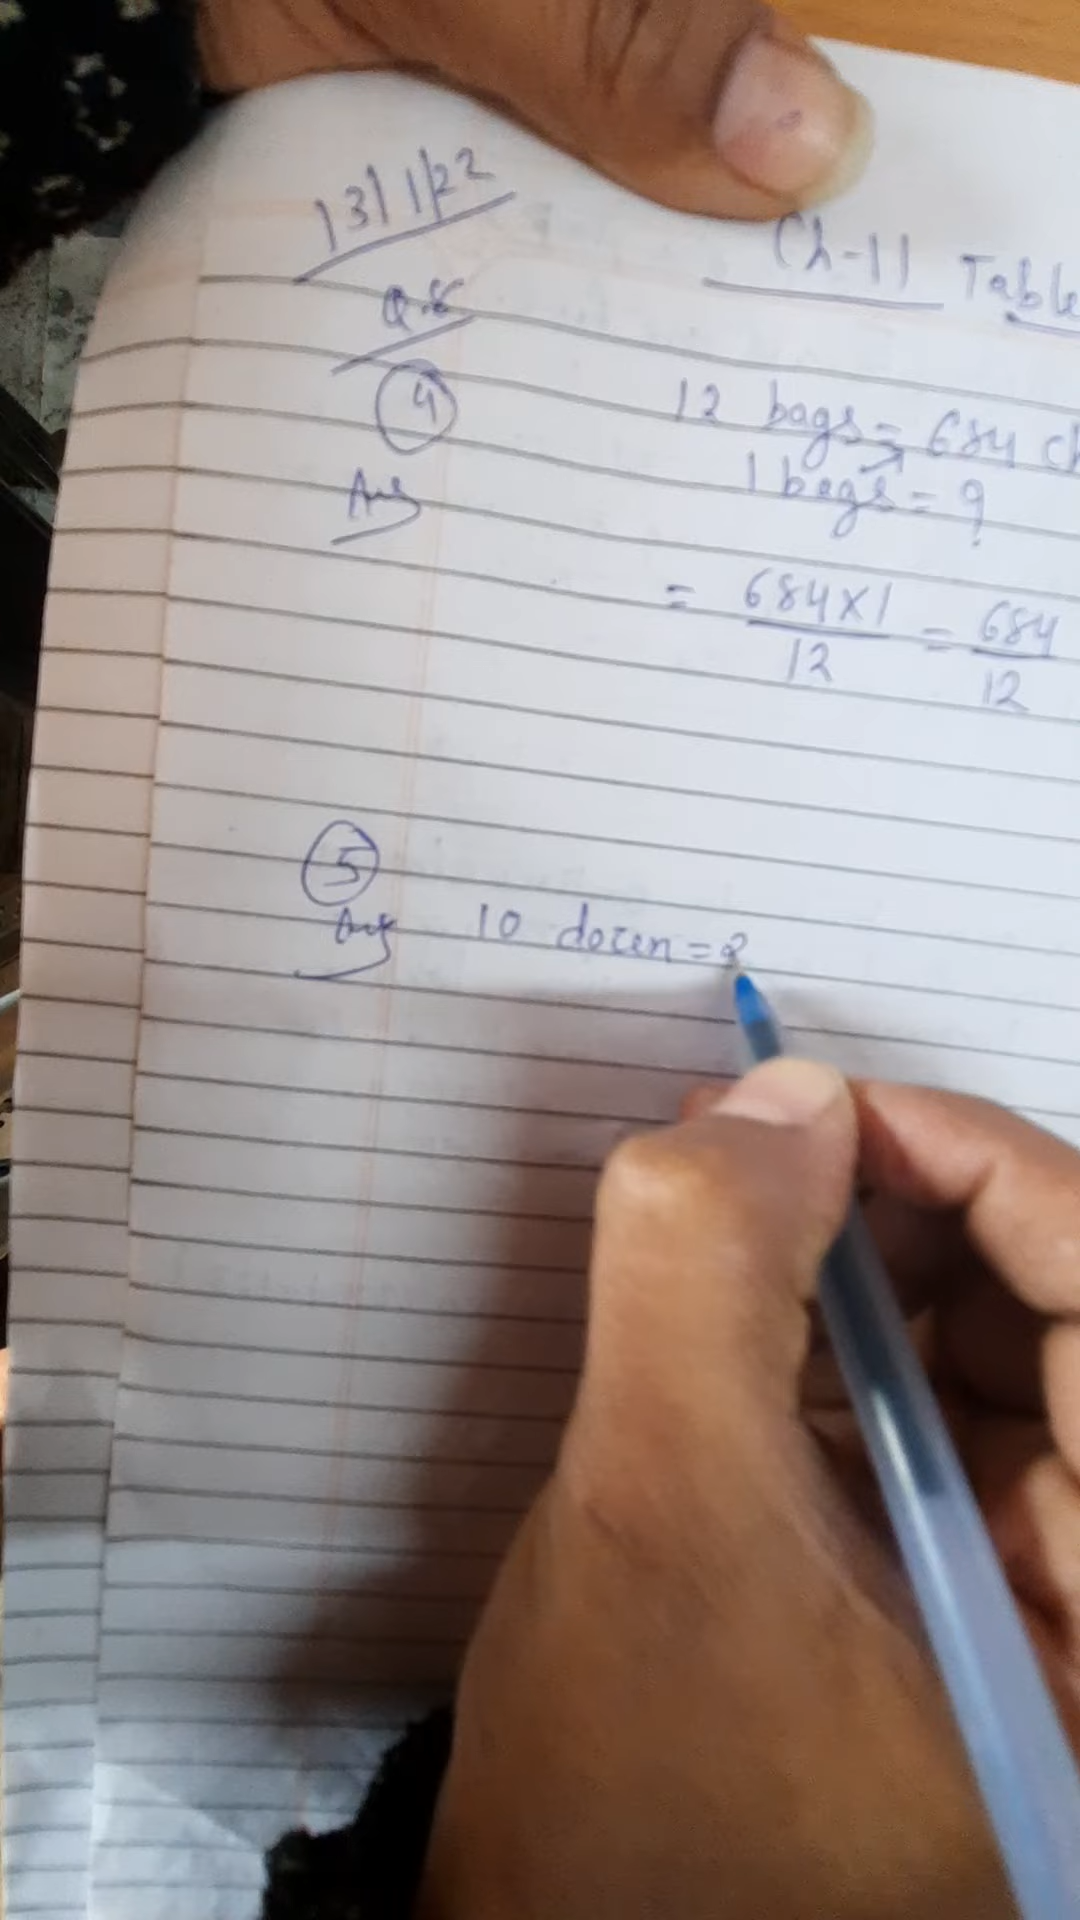 13/1/22
Ch-11 Table
Q.
4
12 bags = 684 ch
Ans
1 bags = ?
= 684×1/12 = 684/12
5
Ans 10 dozen = ?